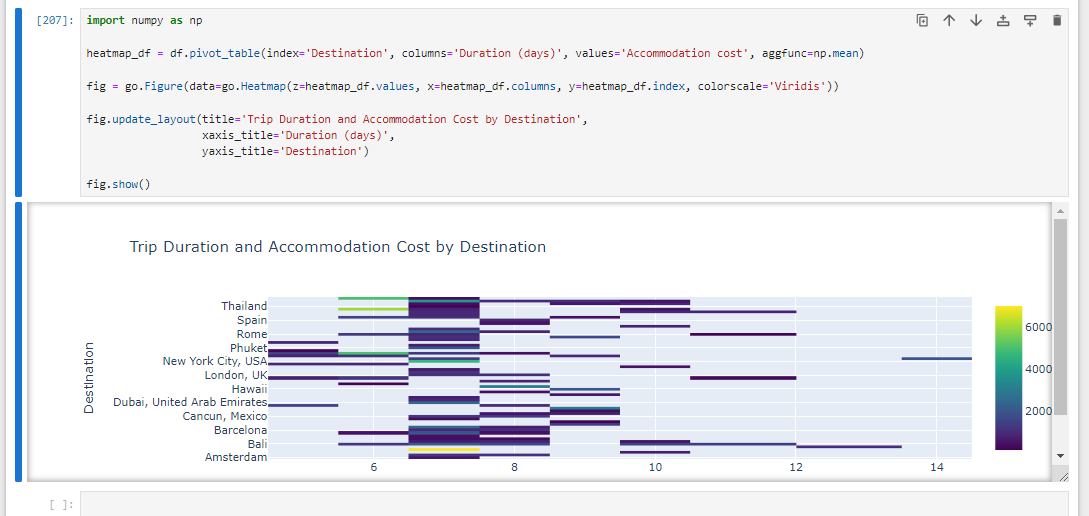 [207]: import numpy as np
heatmap_df = df.pivot_table(index='Destination', columns='Duration (days)', values='Accommodation cost', aggfunc=np.mean)
fig = go.Figure(data=go.Heatmap(z=heatmap_df.values, x=heatmap_df.columns, y=heatmap_df.index, colorscale='Viridis'))
fig.update_layout(title='Trip Duration and Accommodation Cost by Destination',
xaxis_title='Duration (days)',
yaxis_title='Destination')
fig.show()
Trip Duration and Accommodation Cost by Destination
Destination
Thailand
Spain
Rome
Phuket
New York City, USA
London, UK
Hawaii
Dubai, United Arab Emirates
Cancun, Mexico
Barcelona
Bali
Amsterdam
6 8 10 12 14
6000
4000
2000
[ ]: